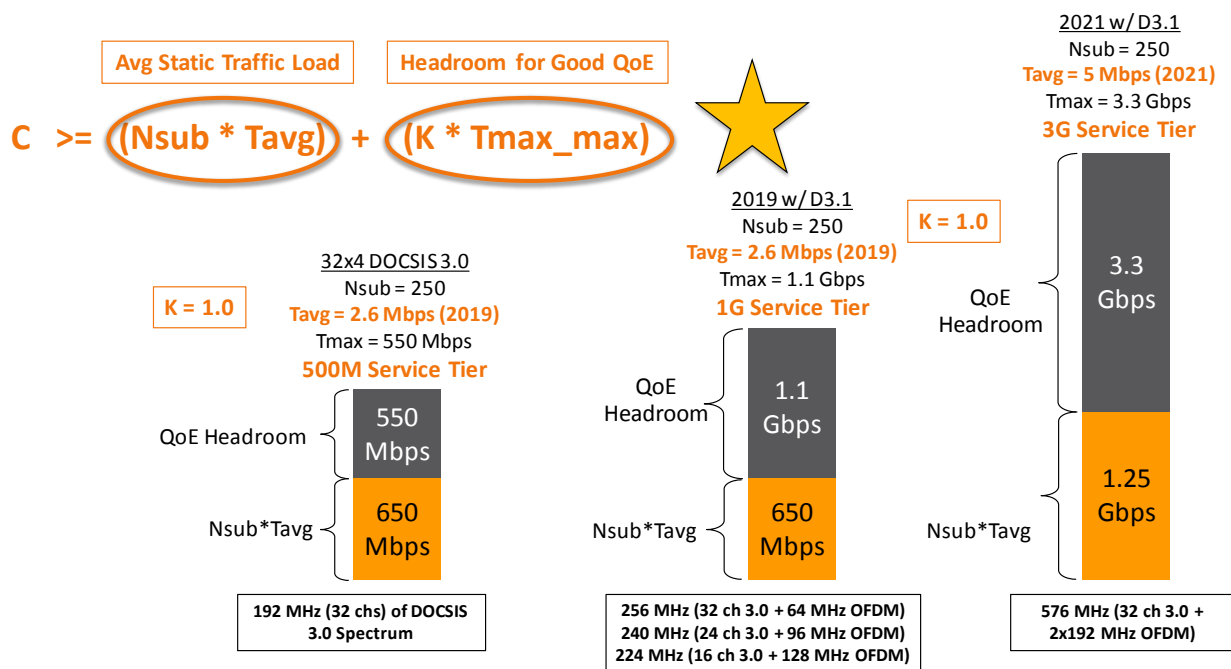 Avg Static Traffic Load
Headroom for Good QoE
C >= (Nsub * Tavg) + (K * Tmax_max)
32x4 DOCSIS 3.0
Nsub = 250
Tavg = 2.6 Mbps (2019)
Tmax = 550 Mbps
500M Service Tier
K = 1.0
QoE Headroom
550
Mbps
Nsub*Tavg
650
Mbps
192 MHz (32 chs) of DOCSIS
3.0 Spectrum
2019 w/ D3.1
Nsub = 250
Tavg = 2.6 Mbps (2019)
Tmax = 1.1 Gbps
1G Service Tier
QoE
Headroom
1.1
Gbps
Nsub*Tavg
650
Mbps
256 MHz (32 ch 3.0 + 64 MHz OFDM)
240 MHz (24 ch 3.0 + 96 MHz OFDM)
224 MHz (16 ch 3.0 + 128 MHz OFDM)
2021 w/ D3.1
Nsub = 250
Tavg = 5 Mbps (2021)
Tmax = 3.3 Gbps
3G Service Tier
K = 1.0
QoE
Headroom
3.3
Gbps
Nsub*Tavg
1.25
Gbps
576 MHz (32 ch 3.0 +
2x192 MHz OFDM)